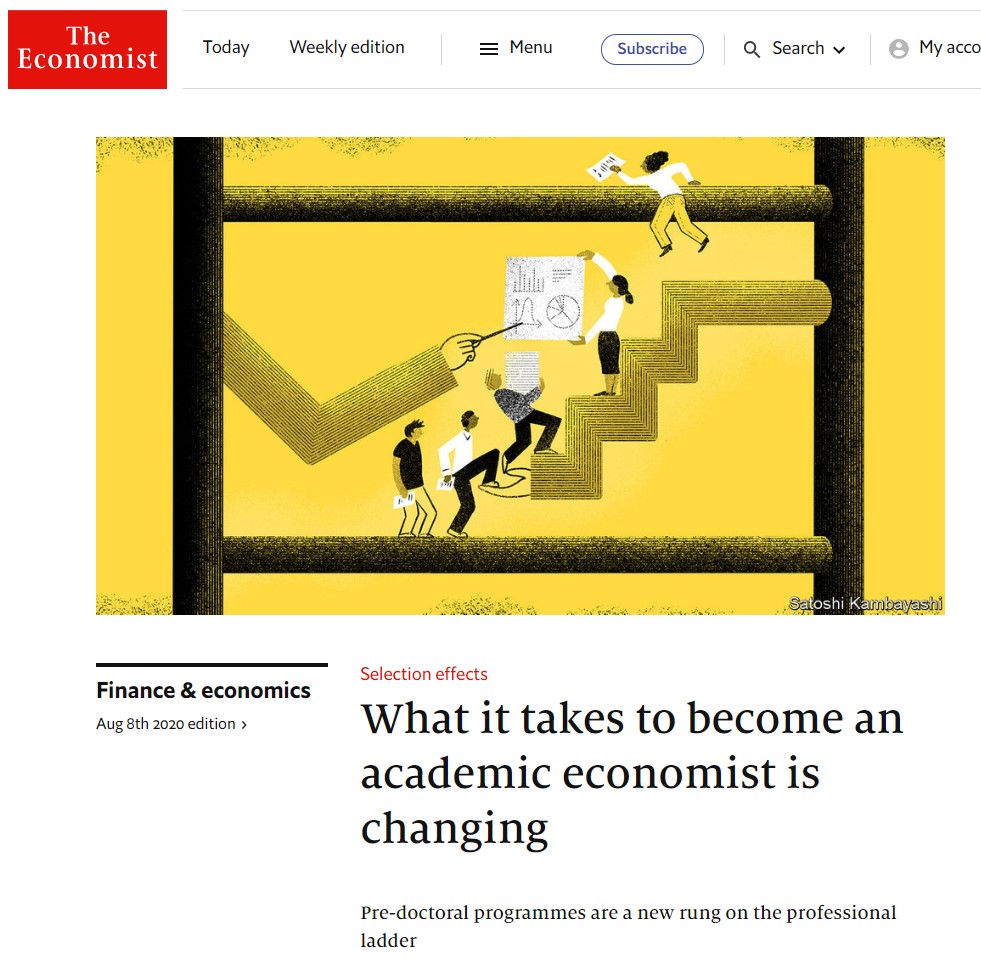 The
Economist
Today Weekly edition Menu Subscribe Search My acco
Satoshi Kambayashi
Finance & economics
Aug 8th 2020 edition ›
Selection effects
What it takes to become an
academic economist is
changing
Pre-doctoral programmes are a new rung on the professional
ladder